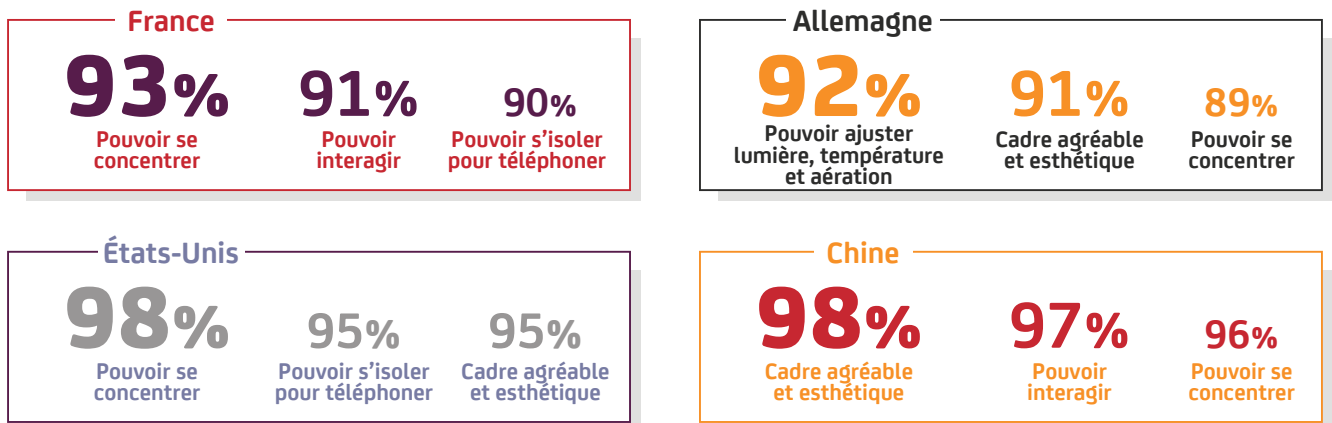 France
93%
Pouvoir se
concentrer
91%
Pouvoir
interagir
90%
Pouvoir s’isoler
pour téléphoner
Allemagne
92%
Pouvoir ajuster
lumière, température
et aération
91%
Cadre agréable
et esthétique
89%
Pouvoir se
concentrer
États-Unis
98%
Pouvoir se
concentrer
95%
Pouvoir s’isoler
pour téléphoner
95%
Cadre agréable
et esthétique
Chine
98%
Cadre agréable
et esthétique
97%
Pouvoir
interagir
96%
Pouvoir se
concentrer